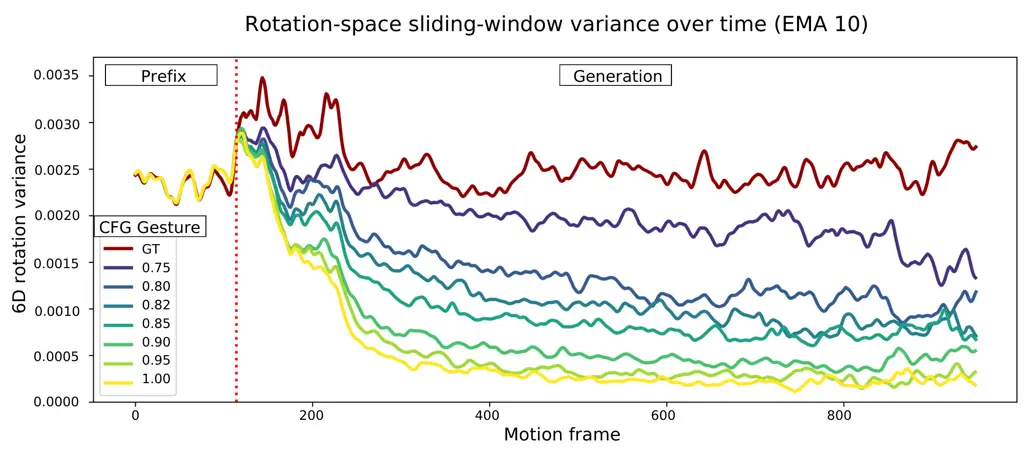 Rotation-space sliding-window variance over time (EMA 10)
Prefix
Generation
6D rotation variance
0.0035
0.0030
0.0025
0.0020
0.0015
0.0010
0.0005
0.0000
CFG Gesture
GT
0.75
0.80
0.82
0.85
0.90
0.95
1.00
0
200
400
600
800
Motion frame